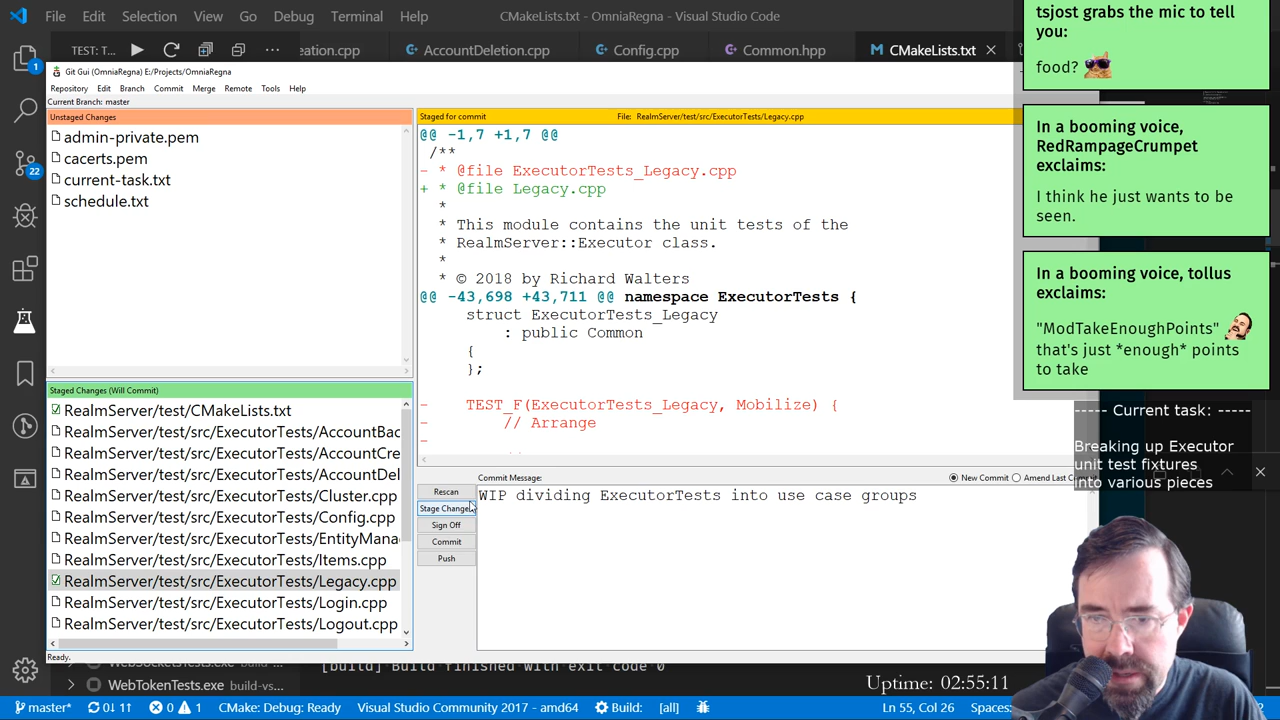 File Edit Selection View Go Debug Terminal Help
CMakeLists.txt - OmniaRegna - Visual Studio Code
TEST: T...
eation.cpp
AccountDeletion.cpp
Config.cpp
Common.hpp
CMakeLists.txt
Git Gui (OmniaRegna) E:/Projects/OmniaRegna
Repository Edit Branch Commit Merge Remote Tools Help
Current Branch: master
Unstaged Changes
admin-private.pem
cacerts.pem
current-task.txt
schedule.txt
Staged Changes (Will Commit)
RealmServer/test/CMakeLists.txt
RealmServer/test/src/ExecutorTests/AccountBac
RealmServer/test/src/ExecutorTests/AccountCre
RealmServer/test/src/ExecutorTests/AccountDel
RealmServer/test/src/ExecutorTests/Cluster.cpp
RealmServer/test/src/ExecutorTests/Config.cpp
RealmServer/test/src/ExecutorTests/EntityMana
RealmServer/test/src/ExecutorTests/Items.cpp
RealmServer/test/src/ExecutorTests/Legacy.cpp
RealmServer/test/src/ExecutorTests/Login.cpp
RealmServer/test/src/ExecutorTests/Logout.cpp
Ready.
Staged for commit
File: RealmServer/test/src/ExecutorTests/Legacy.cpp
@@ -1,7 +1,7 @@
/**
- * @file ExecutorTests_Legacy.cpp
+ * @file Legacy.cpp
*
* This module contains the unit tests of the
* RealmServer::Executor class.
*
* © 2018 by Richard Walters
@@ -43,698 +43,711 @@ namespace ExecutorTests {
struct ExecutorTests_Legacy
: public Common
{
};
- TEST_F(ExecutorTests_Legacy, Mobilize) {
- // Arrange
-
Commit Message:
New Commit
Amend Last Co
Rescan
Stage Changed
Sign Off
Commit
Push
WIP dividing ExecutorTests into use case groups
WebTokenTests.exe build-vs...
[build] Build finished with exit code 0
Uptime: 02:55:11
tsjost grabs the mic to tell
you:
food?
In a booming voice,
RedRampageCrumpet
exclaims:
I think he just wants to be
seen.
In a booming voice, tollus
exclaims:
"ModTakeEnoughPoints"
that's just *enough* points
to take
----- Current task: -----
Breaking up Executor
unit test fixtures
into various pieces
1
22
master*
0↓ 1↑
0
1
CMake: Debug: Ready
Visual Studio Community 2017 - amd64
Build:
[all]
Ln 55, Col 26
Spaces: